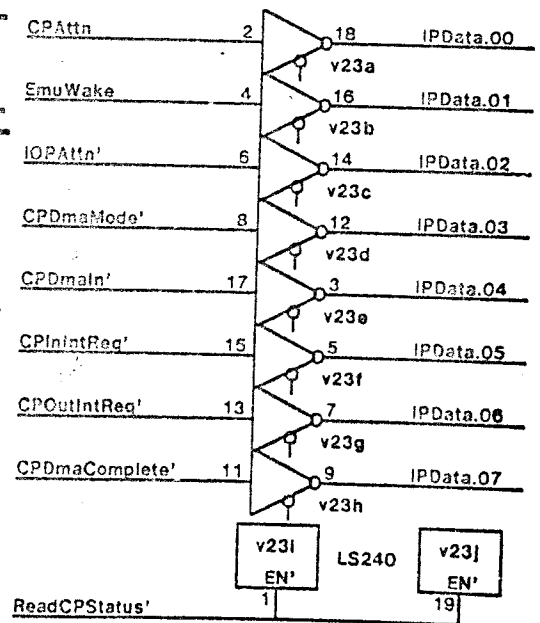 CPAttn 2 18 IPData.00
v23a
EmuWake 4 16 IPData.01
v23b
IOPAttn' 6 14 IPData.02
v23c
CPDmaMode' 8 12 IPData.03
v23d
CPDmaIn' 17 3 IPData.04
v23e
CPInIntReq' 15 5 IPData.05
v23f
CPOutIntReq' 13 7 IPData.06
v23g
CPDmaComplete' 11 9 IPData.07
v23h
v23i LS240 v23j
EN' EN'
1 19
ReadCPStatus'